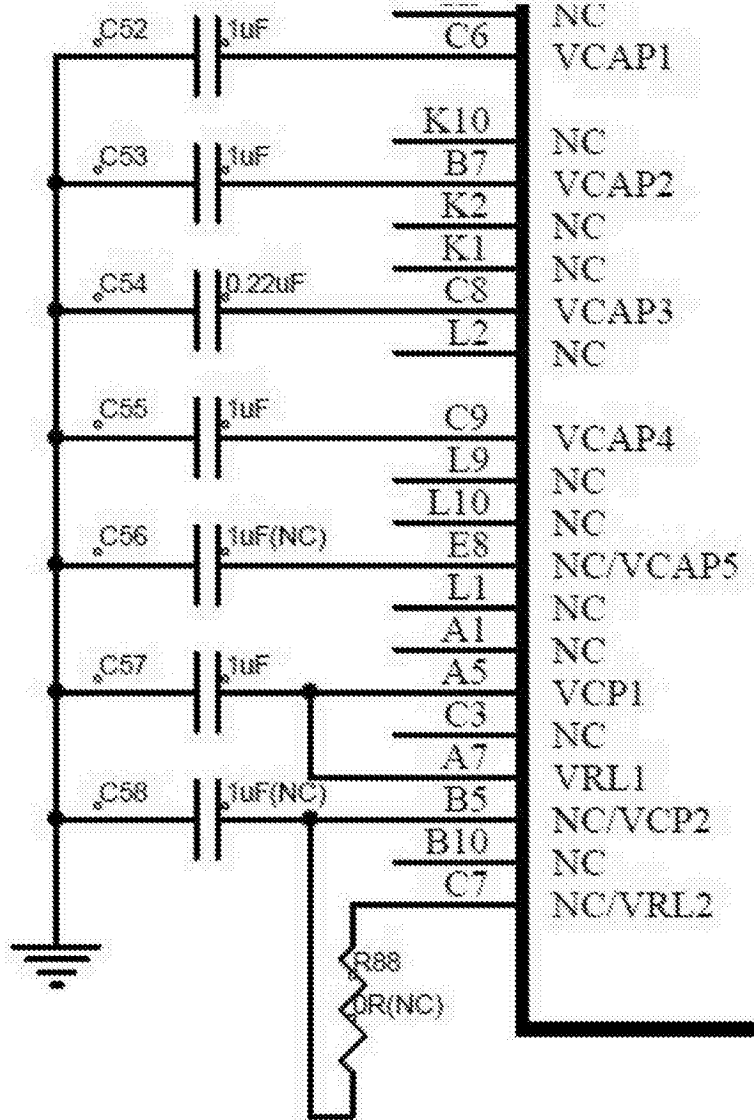 NC
C52 1uF C6 VCAP1
K10 NC
C53 1uF B7 VCAP2
K2 NC
K1 NC
C54 0.22uF C8 VCAP3
L2 NC
C55 1uF C9 VCAP4
L9 NC
L10 NC
C56 1uF(NC) E8 NC/VCAP5
L1 NC
A1 NC
C57 1uF A5 VCP1
C3 NC
A7 VRL1
C58 1uF(NC) B5 NC/VCP2
B10 NC
C7 NC/VRL2
R88
0R(NC)